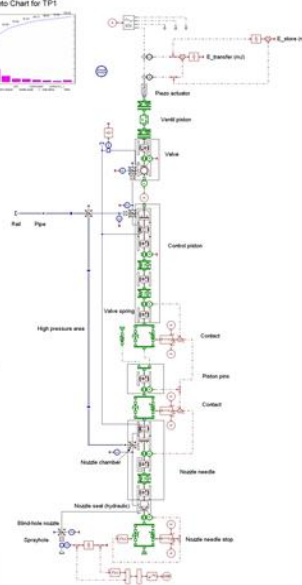 to Chart for TP1
E_store (m
E_transfer (mJ)
Piezo actuator
Ventil piston
Valve
Rail Pipe
Control piston
Valve spring
High pressure area
Contact
Piston pins
Contact
Nozzle chamber
Nozzle needle
Nozzle seat (hydraulic)
Blind-hole nozzle
Sprayhole
Nozzle needle stop